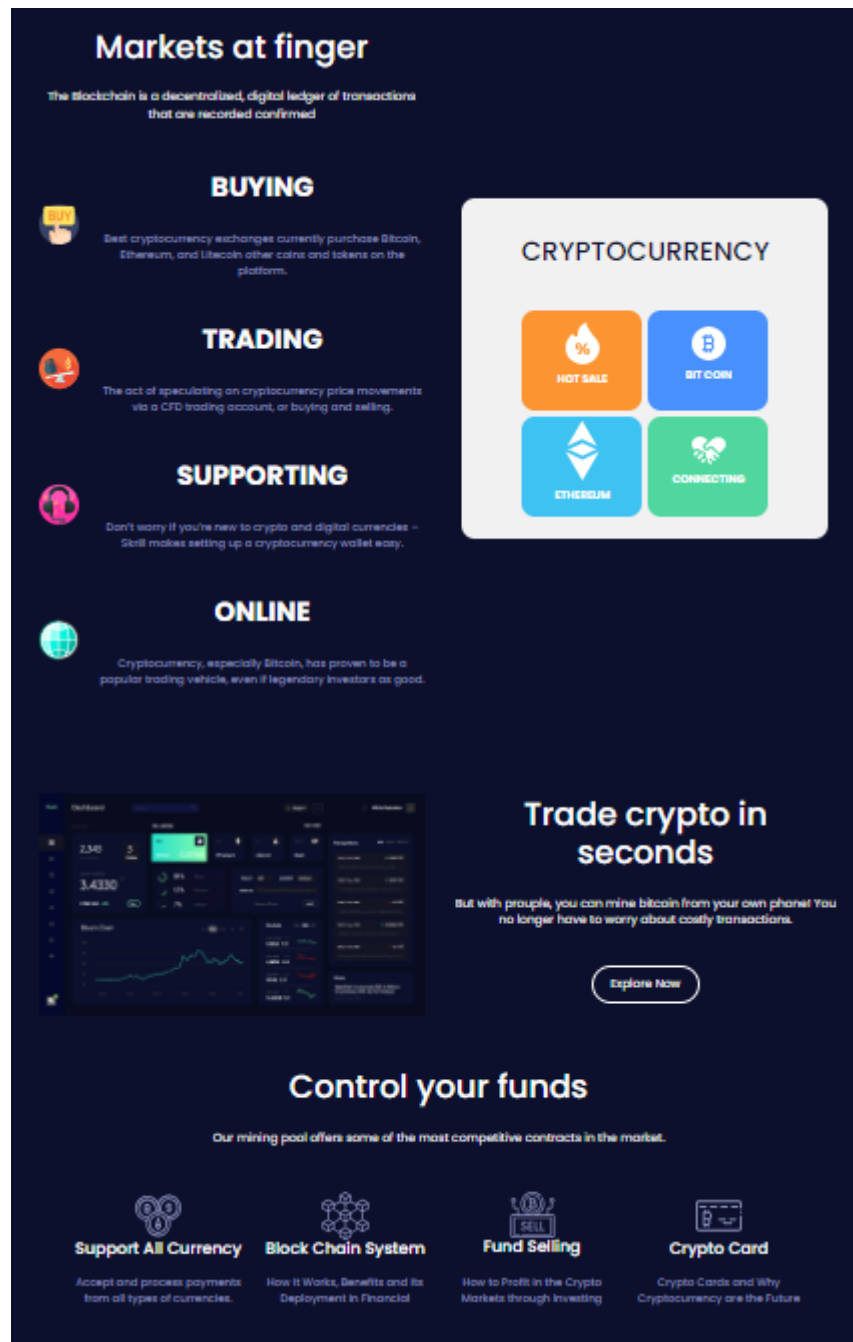 Markets at finger
The Blockchain is a decentralized, digital ledger of transactions
that are recorded confirmed
BUY
BUYING
Best cryptocurrency exchanges currently purchase Bitcoin,
Ethereum, and Litecoin other coins and tokens on the
platform.
TRADING
The act of speculating on cryptocurrency price movements
via a CFD trading account, or buying and selling.
SUPPORTING
Don't worry if you're new to crypto and digital currencies –
Skrill makes setting up a cryptocurrency wallet easy.
ONLINE
Cryptocurrency, especially Bitcoin, has proven to be a
popular trading vehicle, even if legendary investors as good.
CRYPTOCURRENCY
%
HOT SALE
BIT COIN
ETHEREUM
CONNECTING
Dashboard
2,345
3
3.4330
Trade crypto in
seconds
But with prouple, you can mine bitcoin from your own phone! You
no longer have to worry about costly transactions.
Explore Now
Control your funds
Our mining pool offers some of the most competitive contracts in the market.
Support All Currency
Accept and process payments
from all types of currencies.
Block Chain System
How It Works, Benefits and Its
Deployment in Financial
SELL
Fund Selling
How to Profit in the Crypto
Markets through Investing
Crypto Card
Crypto Cards and Why
Cryptocurrency are the Future